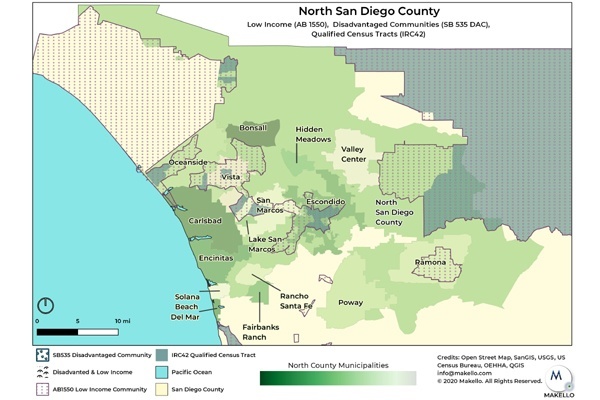 North San Diego County
Low Income (AB 1550), Disadvantaged Communities (SB 535 DAC),
Qualified Census Tracts (IRC42)
Bonsall
Hidden
Meadows
Valley
Center
Oceanside
Vista
San
Marcos
Escondido
North
San Diego
County
Carlsbad
Lake San
Marcos
Encinitas
Ramona
Solana
Beach
Del Mar
Rancho
Santa Fe
Poway
Fairbanks
Ranch
0 5 10 mi
SB535 Disadvantaged Community
IRC42 Qualified Census Tract
Disadvanted & Low Income
Pacific Ocean
AB1550 Low Income Community
San Diego County
North County Municipalities
Credits: Open Street Map, SanGIS, USGS, US
Census Bureau, OEHHA, QGIS
info@makello.com
© 2020 Makello. All Rights Reserved.
MAKELLO